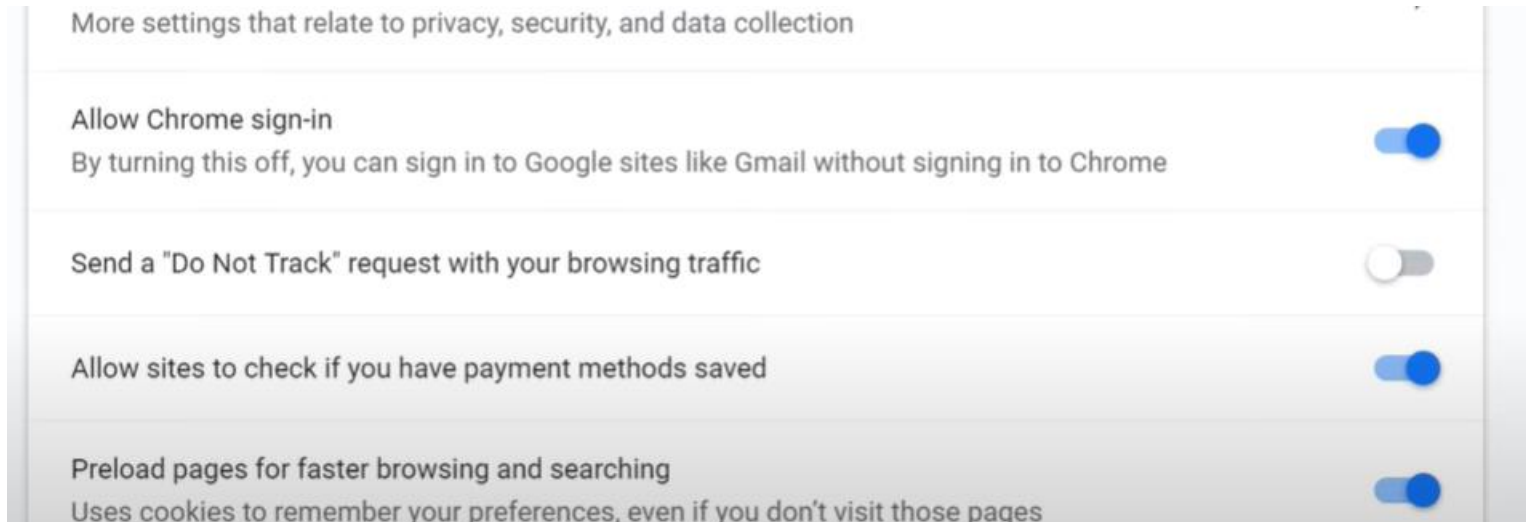 More settings that relate to privacy, security, and data collection
Allow Chrome sign-in
By turning this off, you can sign in to Google sites like Gmail without signing in to Chrome
Send a "Do Not Track" request with your browsing traffic
Allow sites to check if you have payment methods saved
Preload pages for faster browsing and searching
Uses cookies to remember your preferences, even if you don't visit those pages